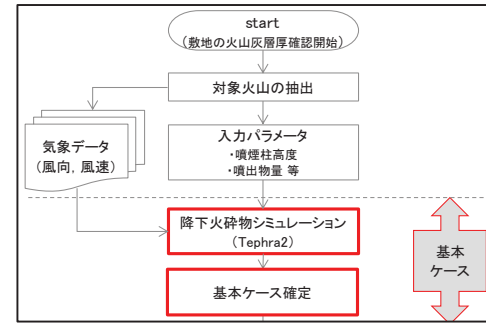 start
(敷地の火山灰層厚確認開始)
対象火山の抽出
気象データ
(風向, 風速)
入力パラメータ
・噴煙柱高度
・噴出物量 等
降下火砕物シミュレーション
(Tephra2)
基本
ケース
基本ケース確定